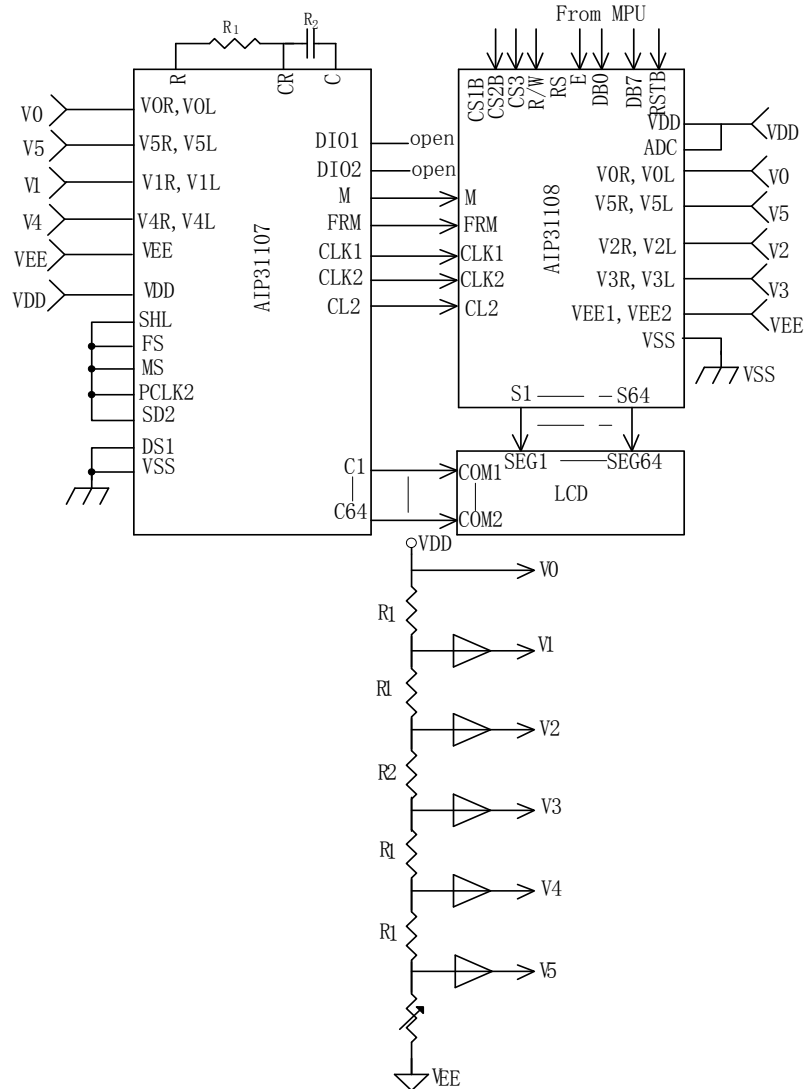 From MPU
R1
R2
R
CR
C
CS1B
CS2B
CS3
R/W
RS
E
DB0
DB7
RSTB
V0
V5
V1
V4
VEE
VDD
V0R, V0L
V5R, V5L
V1R, V1L
V4R, V4L
VEE
VDD
SHL
FS
MS
PCLK2
SD2
DS1
VSS
AIP31107
DIO1
DIO2
M
FRM
CLK1
CLK2
CL2
C1
C64
open
open
M
FRM
CLK1
CLK2
CL2
AIP31108
VDD
ADC
V0R, V0L
V5R, V5L
V2R, V2L
V3R, V3L
VEE1, VEE2
VSS
VDD
V0
V5
V2
V3
VEE
VSS
S1
S64
SEG1
SEG64
COM1
COM2
LCD
VDD
V0
R1
V1
R1
V2
R2
V3
R1
V4
R1
V5
VEE